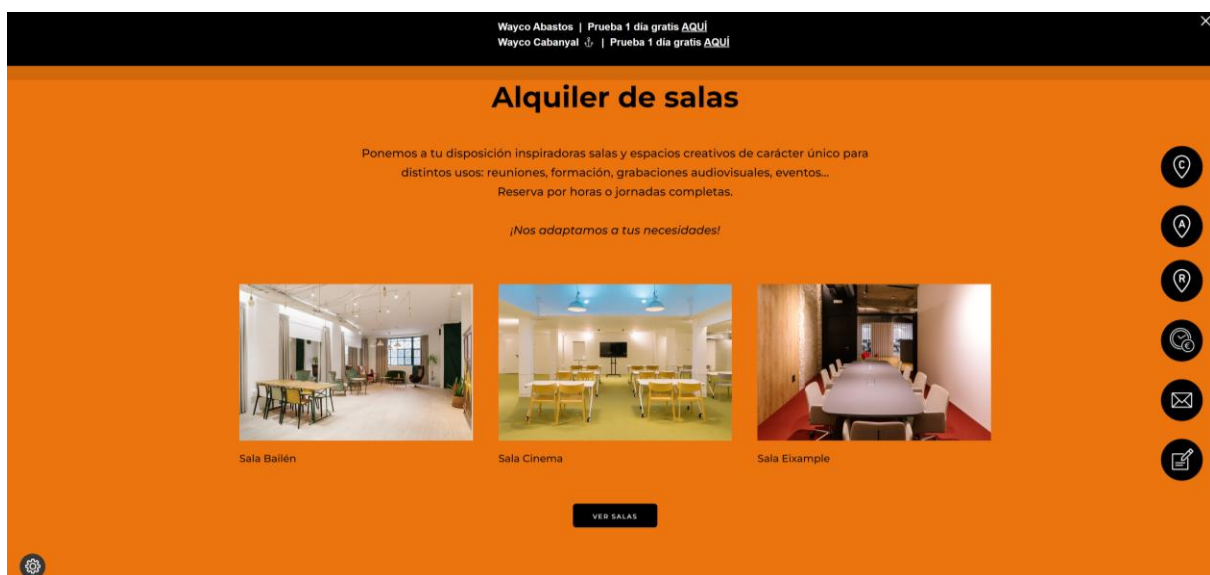 Wayco Abastos | Prueba 1 día gratis AQUÍ
Wayco Cabanyal ⚓ | Prueba 1 día gratis AQUÍ
Alquiler de salas
Ponemos a tu disposición inspiradoras salas y espacios creativos de carácter único para
distintos usos: reuniones, formación, grabaciones audiovisuales, eventos...
Reserva por horas o jornadas completas.
¡Nos adaptamos a tus necesidades!
C
A
R
€
Sala Bailén
Sala Cinema
Sala Eixample
VER SALAS